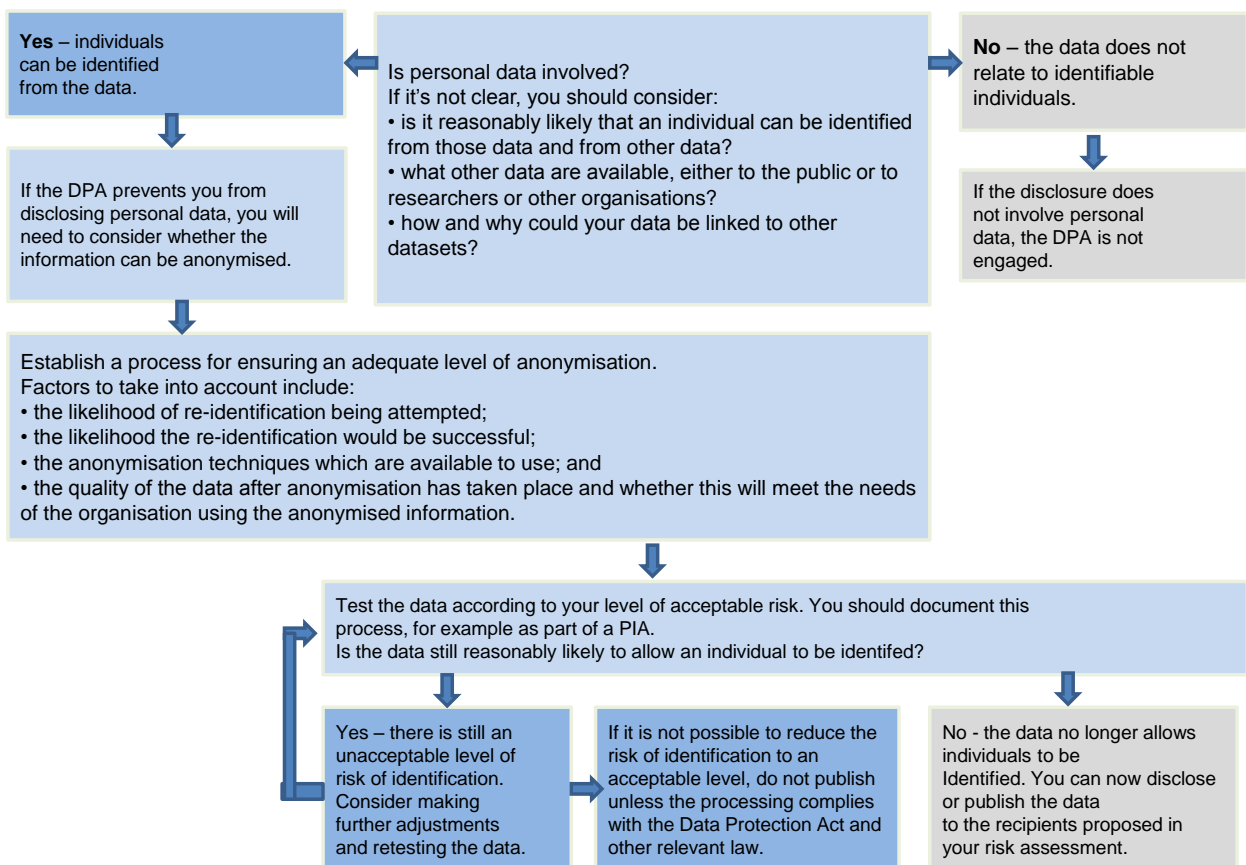 Yes – individuals
can be identified
from the data.
Is personal data involved?
If it's not clear, you should consider:
• is it reasonably likely that an individual can be identified
from those data and from other data?
• what other data are available, either to the public or to
researchers or other organisations?
• how and why could your data be linked to other
datasets?
No – the data does not
relate to identifiable
individuals.
If the DPA prevents you from
disclosing personal data, you will
need to consider whether the
information can be anonymised.
If the disclosure does
not involve personal
data, the DPA is not
engaged.
Establish a process for ensuring an adequate level of anonymisation.
Factors to take into account include:
• the likelihood of re-identification being attempted;
• the likelihood the re-identification would be successful;
• the anonymisation techniques which are available to use; and
• the quality of the data after anonymisation has taken place and whether this will meet the needs
of the organisation using the anonymised information.
Test the data according to your level of acceptable risk. You should document this
process, for example as part of a PIA.
Is the data still reasonably likely to allow an individual to be identifed?
Yes – there is still an
unacceptable level of
risk of identification.
Consider making
further adjustments
and retesting the data.
If it is not possible to reduce the
risk of identification to an
acceptable level, do not publish
unless the processing complies
with the Data Protection Act and
other relevant law.
No - the data no longer allows
individuals to be
Identified. You can now disclose
or publish the data
to the recipients proposed in
your risk assessment.